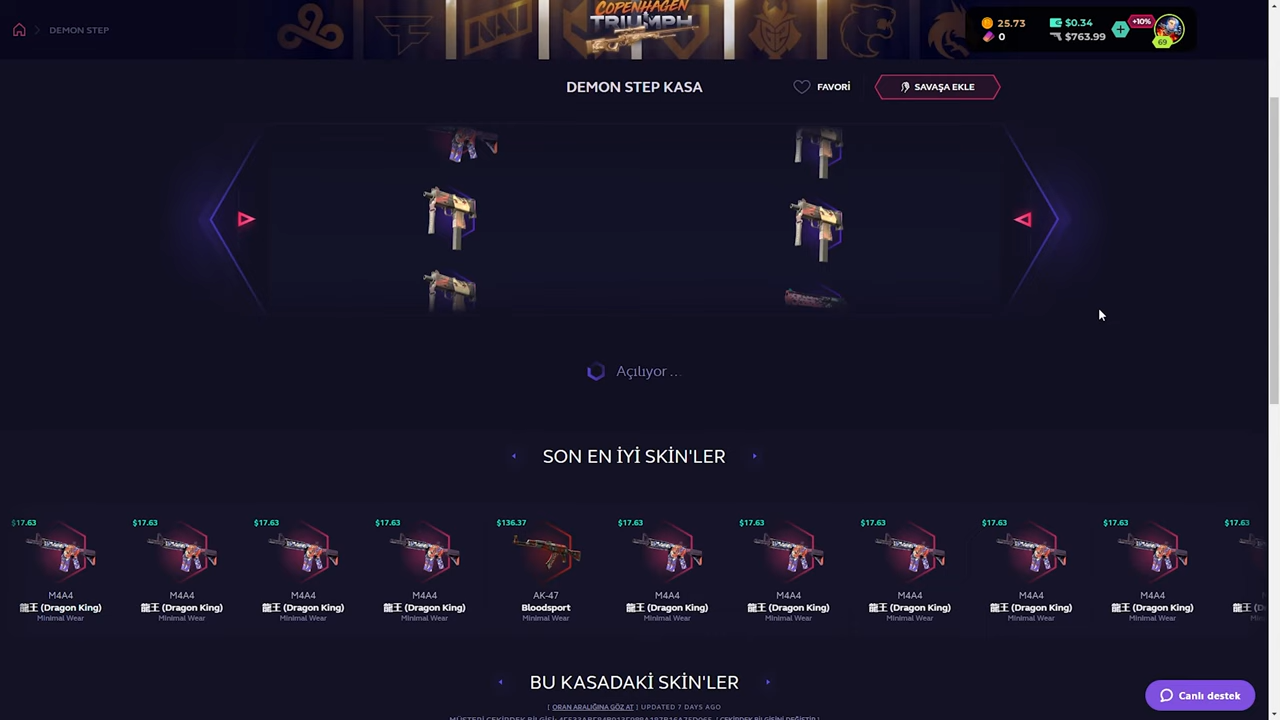 COPENHAGEN
TRIUMPH
DEMON STEP
25.73
0
$0.34
$763.99
+10%
69
DEMON STEP KASA
FAVORİ
SAVAŞA EKLE
Açılıyor ...
SON EN İYİ SKİN'LER
$17.63
$17.63
$17.63
$17.63
$136.37
$17.63
$17.63
$17.63
$17.63
$17.63
$17.63
M4A4
龍王 (Dragon King)
Minimal Wear
M4A4
龍王 (Dragon King)
Minimal Wear
M4A4
龍王 (Dragon King)
Minimal Wear
M4A4
龍王 (Dragon King)
Minimal Wear
AK-47
Bloodsport
Minimal Wear
M4A4
龍王 (Dragon King)
Minimal Wear
M4A4
龍王 (Dragon King)
Minimal Wear
M4A4
龍王 (Dragon King)
Minimal Wear
M4A4
龍王 (Dragon King)
Minimal Wear
M4A4
龍王 (Dragon King)
Minimal Wear
BU KASADAKİ SKİN'LER
[ ORAN ARALIĞINA GÖZ AT ] UPDATED 7 DAYS AGO
Canlı destek